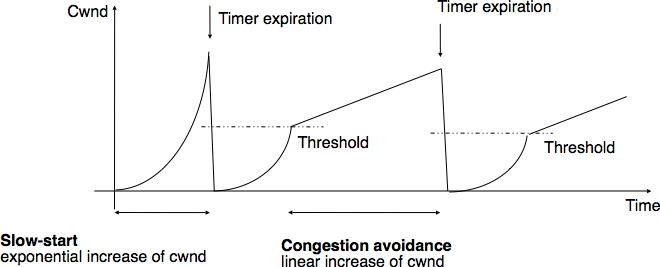 Cwnd
Timer expiration
Timer expiration
Threshold
Threshold
Time
Slow-start
exponential increase of cwnd
Congestion avoidance
linear increase of cwnd